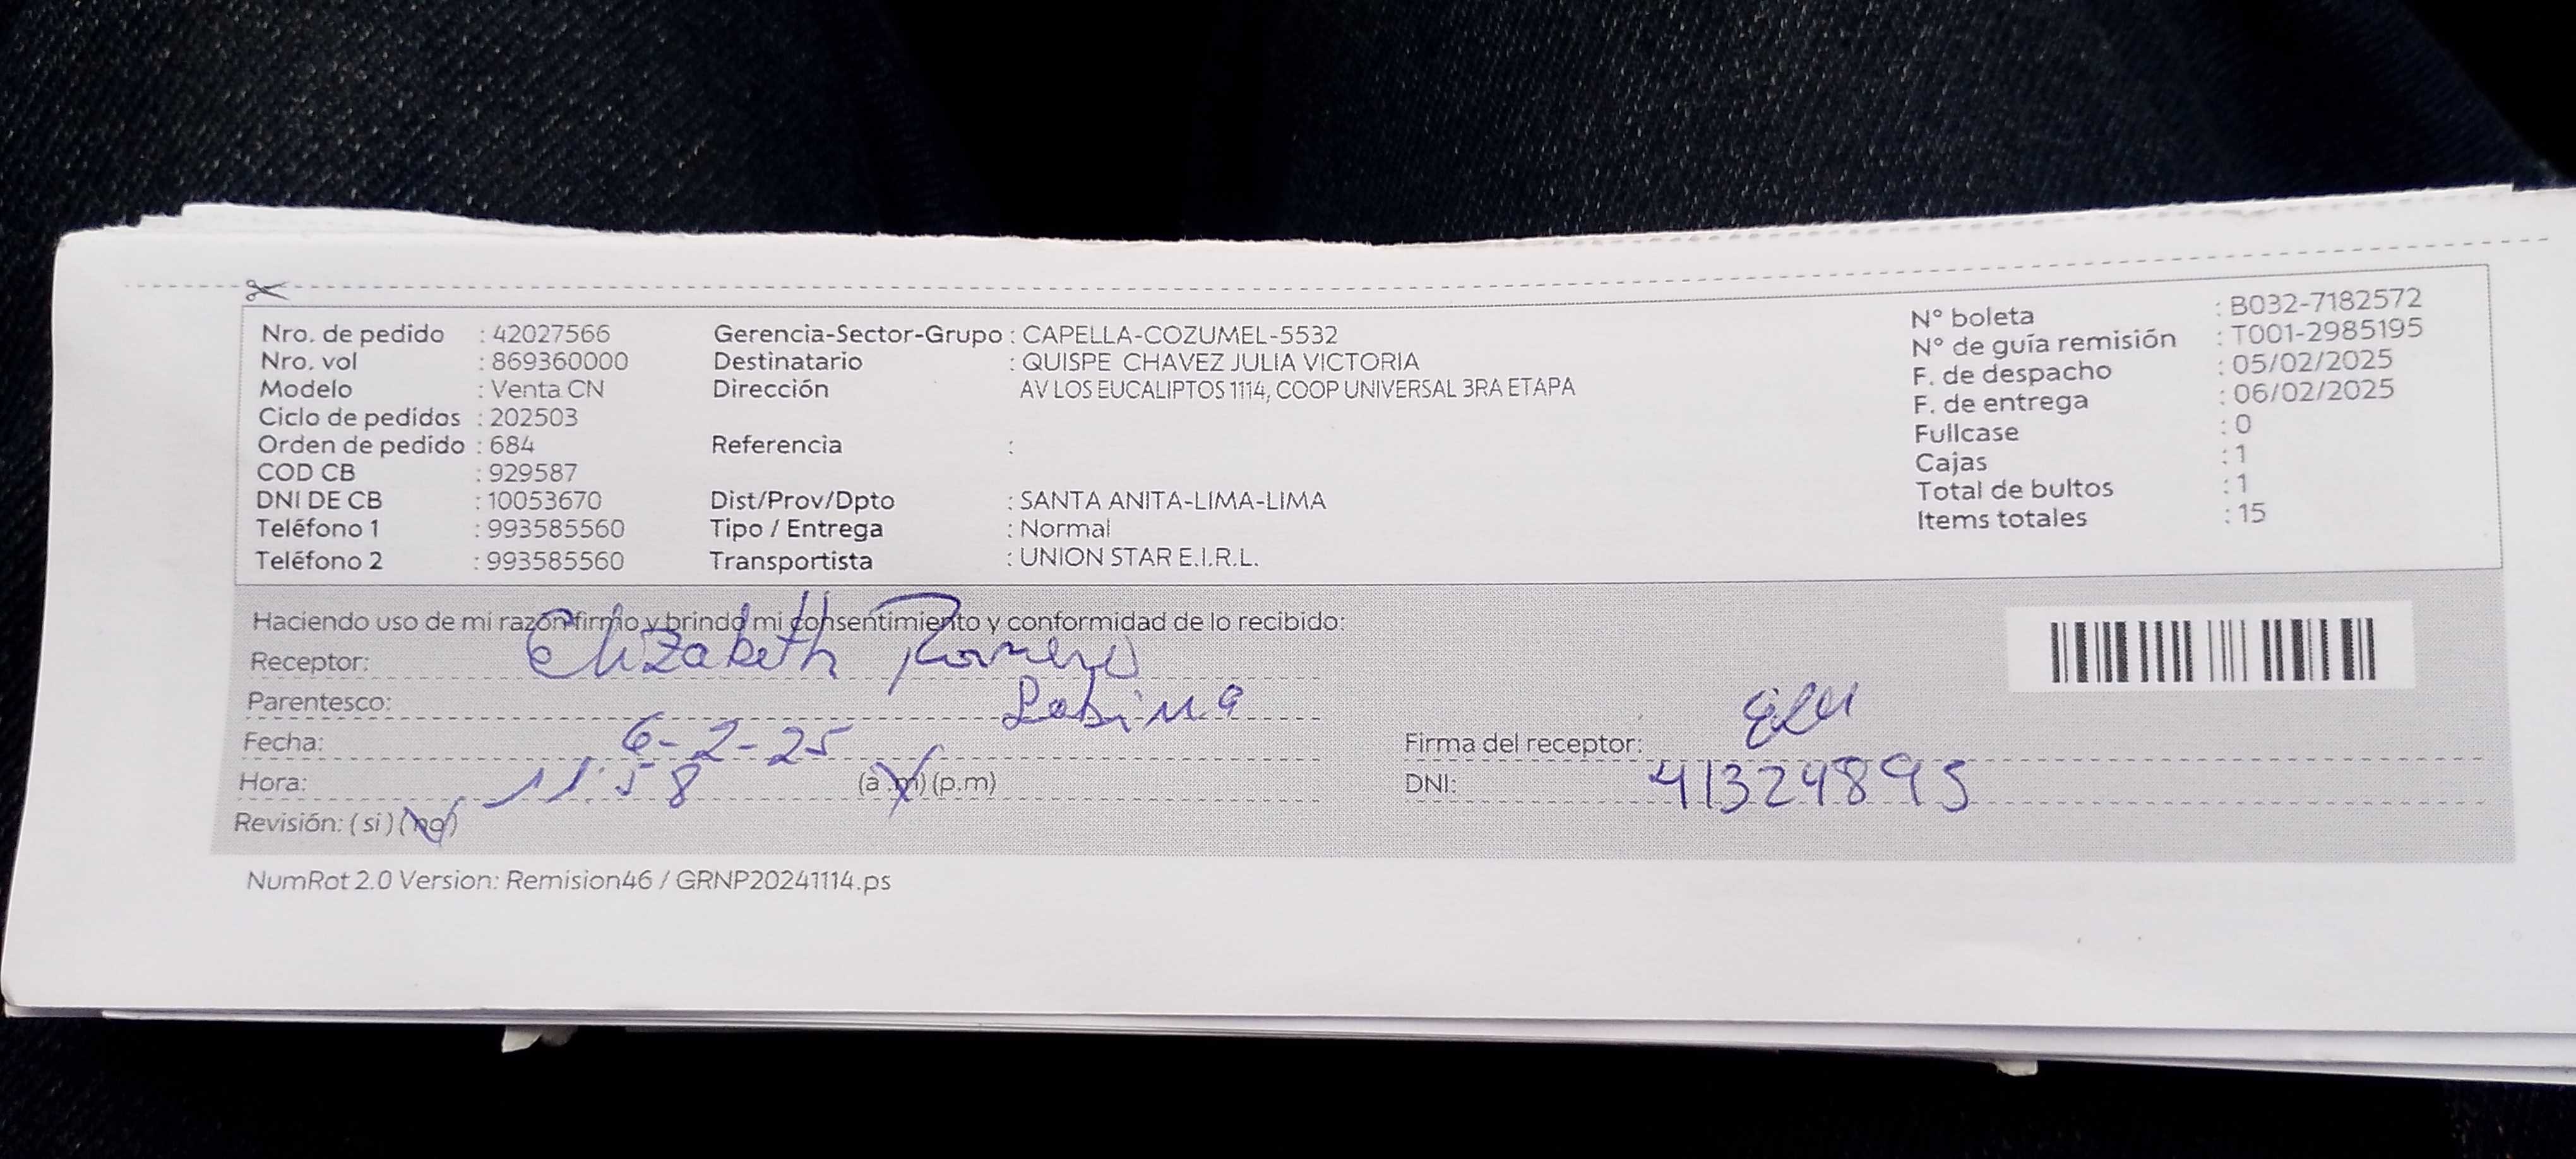 Nro. de pedido : 42027566 Gerencia-Sector-Grupo : CAPELLA-COZUMEL-5532 N° boleta : B032-7182572
Nro. vol : 869360000 Destinatario : QUISPE CHAVEZ JULIA VICTORIA N° de guía remisión : T001-2985195
Modelo : Venta CN Dirección AV LOS EUCALIPTOS 1114, COOP UNIVERSAL 3RA ETAPA F. de despacho : 05/02/2025
Ciclo de pedidos : 202503 F. de entrega : 06/02/2025
Orden de pedido : 684 Referencia : Fullcase : 0
COD CB : 929587 Cajas : 1
DNI DE CB : 10053670 Dist/Prov/Dpto : SANTA ANITA-LIMA-LIMA Total de bultos : 1
Teléfono 1 : 993585560 Tipo / Entrega : Normal Items totales : 15
Teléfono 2 : 993585560 Transportista : UNION STAR E.I.R.L.
Haciendo uso de mi razón firmo y brindo mi consentimiento y conformidad de lo recibido:
Receptor: Elizabeth Romero
Parentesco:
Fecha: 6-2-25 Firma del receptor:
Hora: 11:58 (a.m) (p.m) DNI: 41324895
Revisión: (si) (no)
NumRot 2.0 Version: Remision46 / GRNP20241114.ps